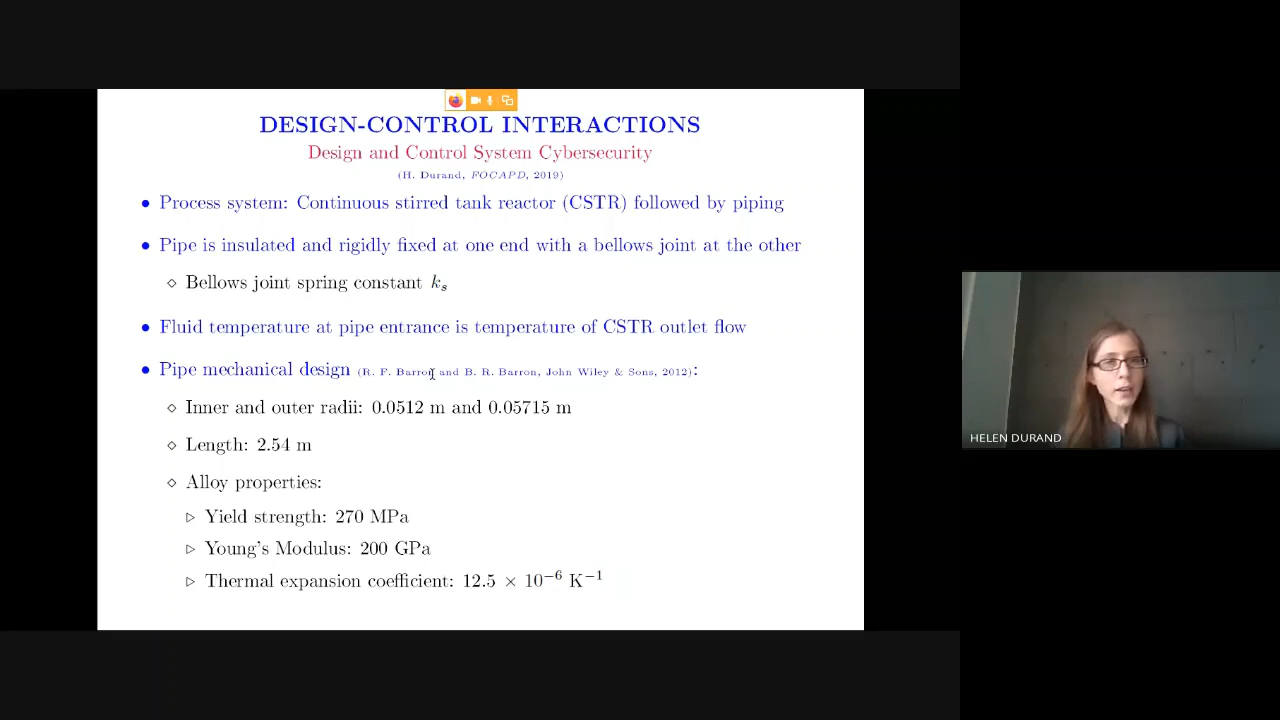 DESIGN-CONTROL INTERACTIONS
Design and Control System Cybersecurity
(H. Durand, FOCAPD, 2019)
• Process system: Continuous stirred tank reactor (CSTR) followed by piping
• Pipe is insulated and rigidly fixed at one end with a bellows joint at the other
◇ Bellows joint spring constant kₛ
• Fluid temperature at pipe entrance is temperature of CSTR outlet flow
• Pipe mechanical design (R. F. Barron and B. R. Barron, John Wiley & Sons, 2012):
◇ Inner and outer radii: 0.0512 m and 0.05715 m
◇ Length: 2.54 m
◇ Alloy properties:
▷ Yield strength: 270 MPa
▷ Young's Modulus: 200 GPa
▷ Thermal expansion coefficient: 12.5 × 10⁻⁶ K⁻¹
HELEN DURAND